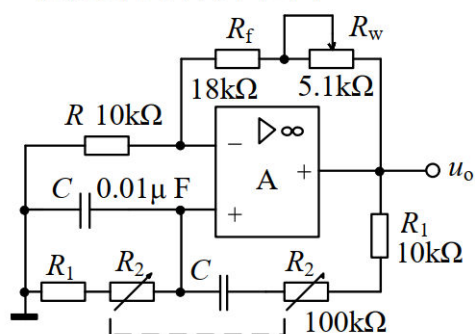 R_f R_w
18kΩ 5.1kΩ
R 10kΩ
▷ ∞
− +
A
C 0.01μ F
+
u_o
R_1
10kΩ
R_1 R_2 C R_2
100kΩ